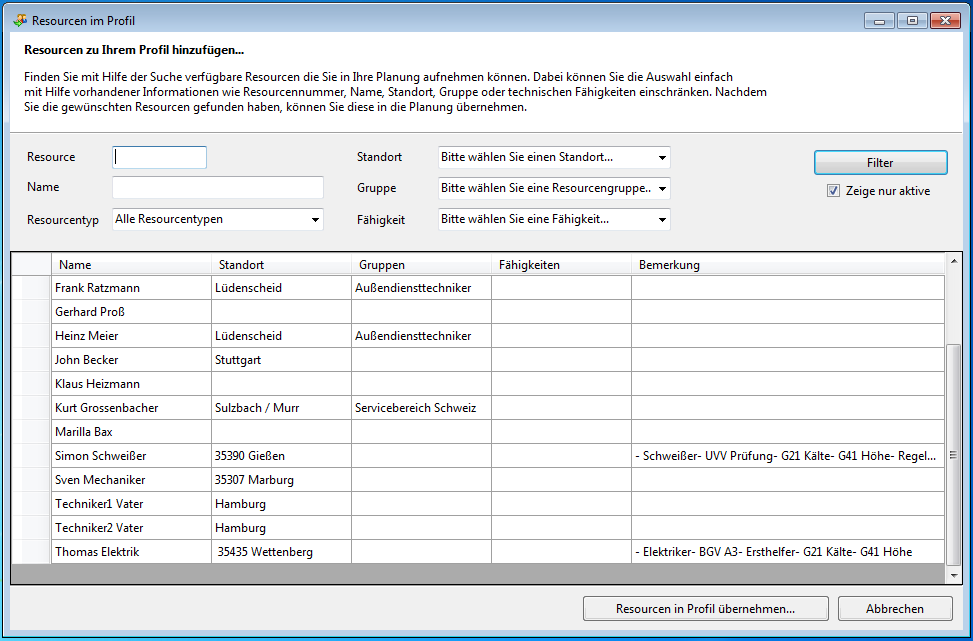 Resourcen im Profil
Resourcen zu Ihrem Profil hinzufügen...
Finden Sie mit Hilfe der Suche verfügbare Resourcen die Sie in Ihre Planung aufnehmen können. Dabei können Sie die Auswahl einfach
mit Hilfe vorhandener Informationen wie Resourcennummer, Name, Standort, Gruppe oder technischen Fähigkeiten einschränken. Nachdem
Sie die gewünschten Resourcen gefunden haben, können Sie diese in die Planung übernehmen.
Resource Standort Bitte wählen Sie einen Standort... Filter
Name Gruppe Bitte wählen Sie eine Resourcengruppe.. Zeige nur aktive
Resourcentyp Alle Resourcentypen Fähigkeit Bitte wählen Sie eine Fähigkeit...
Name Standort Gruppen Fähigkeiten Bemerkung
Frank Ratzmann Lüdenscheid Außendiensttechniker
Gerhard Proß
Heinz Meier Lüdenscheid Außendiensttechniker
John Becker Stuttgart
Klaus Heizmann
Kurt Grossenbacher Sulzbach / Murr Servicebereich Schweiz
Marilla Bax
Simon Schweißer 35390 Gießen - Schweißer- UVV Prüfung- G21 Kälte- G41 Höhe- Regel...
Sven Mechaniker 35307 Marburg
Techniker1 Vater Hamburg
Techniker2 Vater Hamburg
Thomas Elektrik 35435 Wettenberg - Elektriker- BGV A3- Ersthelfer- G21 Kälte- G41 Höhe
Resourcen in Profil übernehmen... Abbrechen